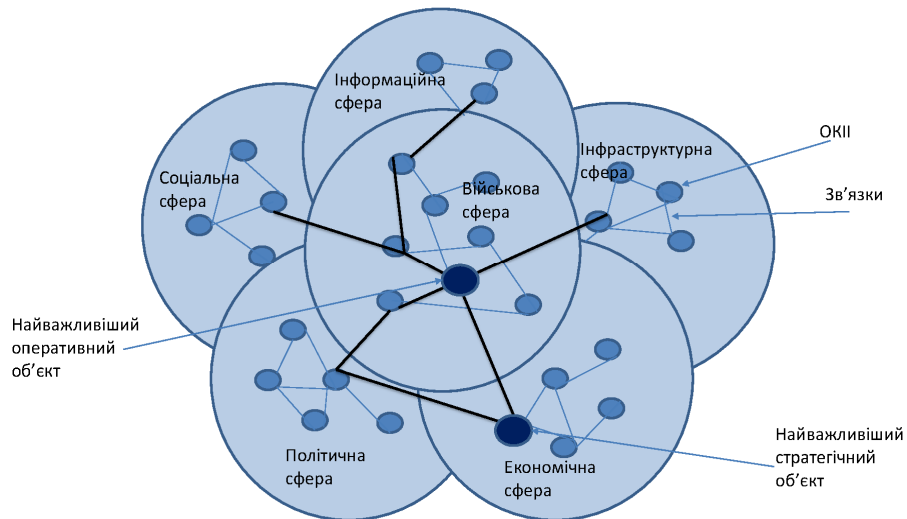 Інформаційна
сфера
Соціальна
сфера
Військова
сфера
Інфраструктурна
сфера
ОКІІ
Зв’язки
Найважливіший
оперативний
об’єкт
Політична
сфера
Економічна
сфера
Найважливіший
стратегічний
об’єкт